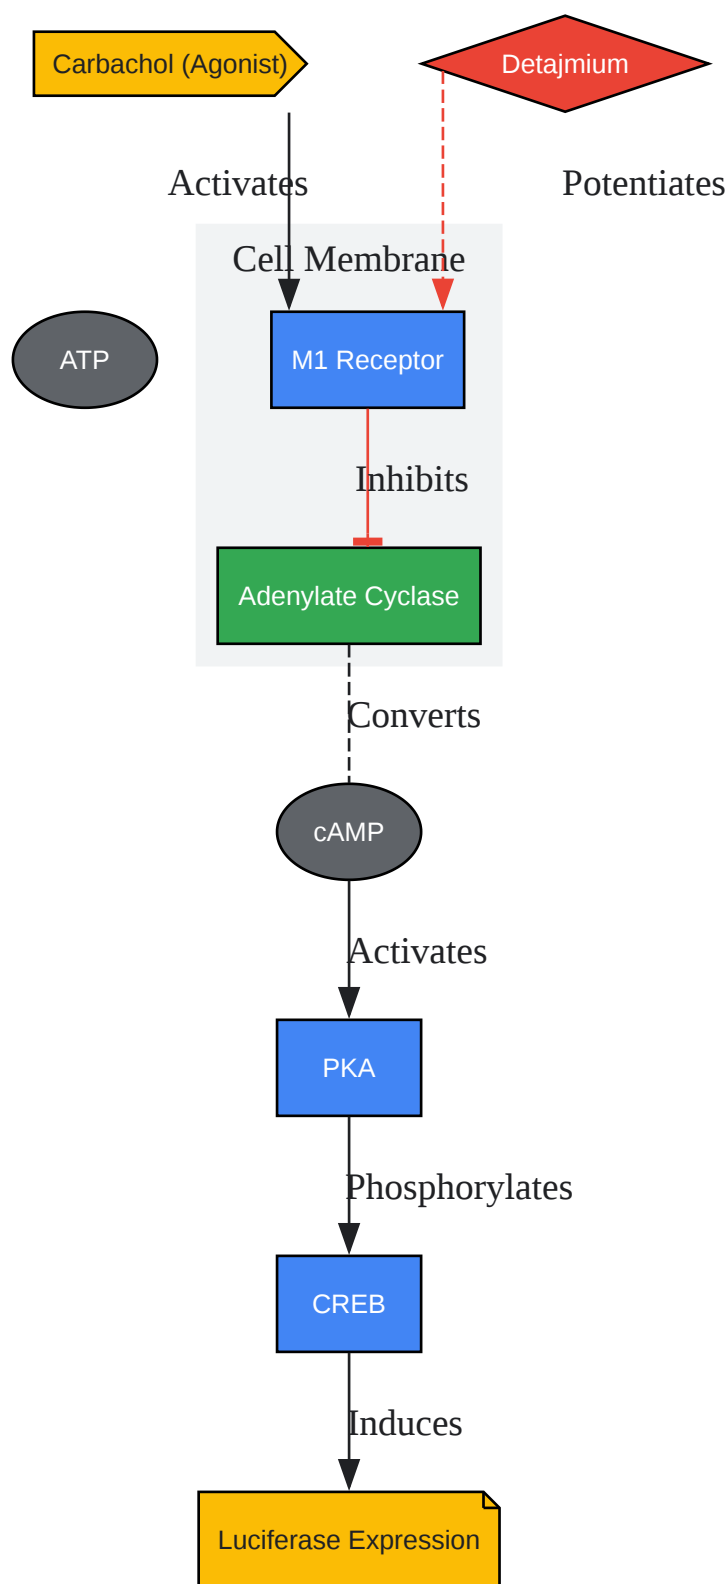 Carbachol (Agonist)
Detajmium
Activates
Potentiates
Cell Membrane
ATP
M1 Receptor
Inhibits
Adenylate Cyclase
Converts
cAMP
Activates
PKA
Phosphorylates
CREB
Induces
Luciferase Expression